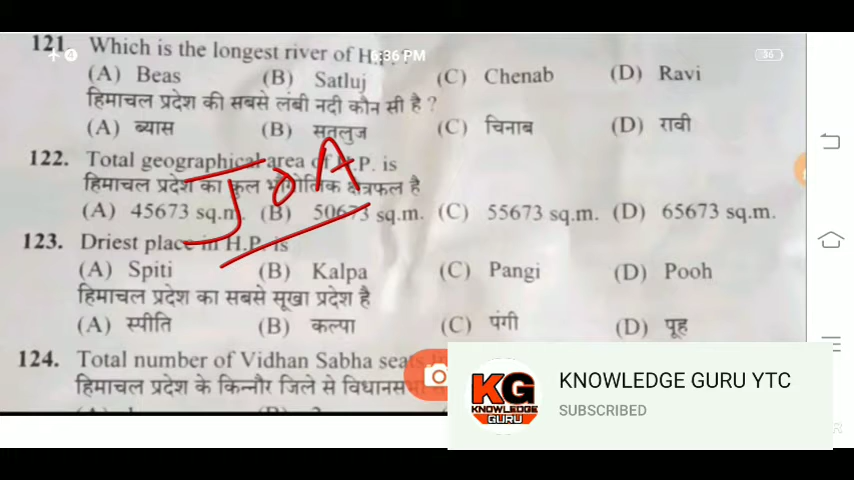 121. Which is the longest river of H.P. ?
6:36 PM
36
(A) Beas (B) Satluj (C) Chenab (D) Ravi
हिमाचल प्रदेश की सबसे लंबी नदी कौन सी है ?
(A) ब्यास (B) सतलुज (C) चिनाब (D) रावी
122. Total geographical area of H.P. is
हिमाचल प्रदेश का कुल भौगोलिक क्षेत्रफल है
JOA
(A) 45673 sq.m. (B) 50673 sq.m. (C) 55673 sq.m. (D) 65673 sq.m.
123. Driest place in H.P. is
(A) Spiti (B) Kalpa (C) Pangi (D) Pooh
हिमाचल प्रदेश का सबसे सूखा प्रदेश है
(A) स्पीति (B) कल्पा (C) पंगी (D) पूह
124. Total number of Vidhan Sabha seats
हिमाचल प्रदेश के किन्नौर जिले से
KG
KNOWLEDGE
GURU
KNOWLEDGE GURU YTC
SUBSCRIBED